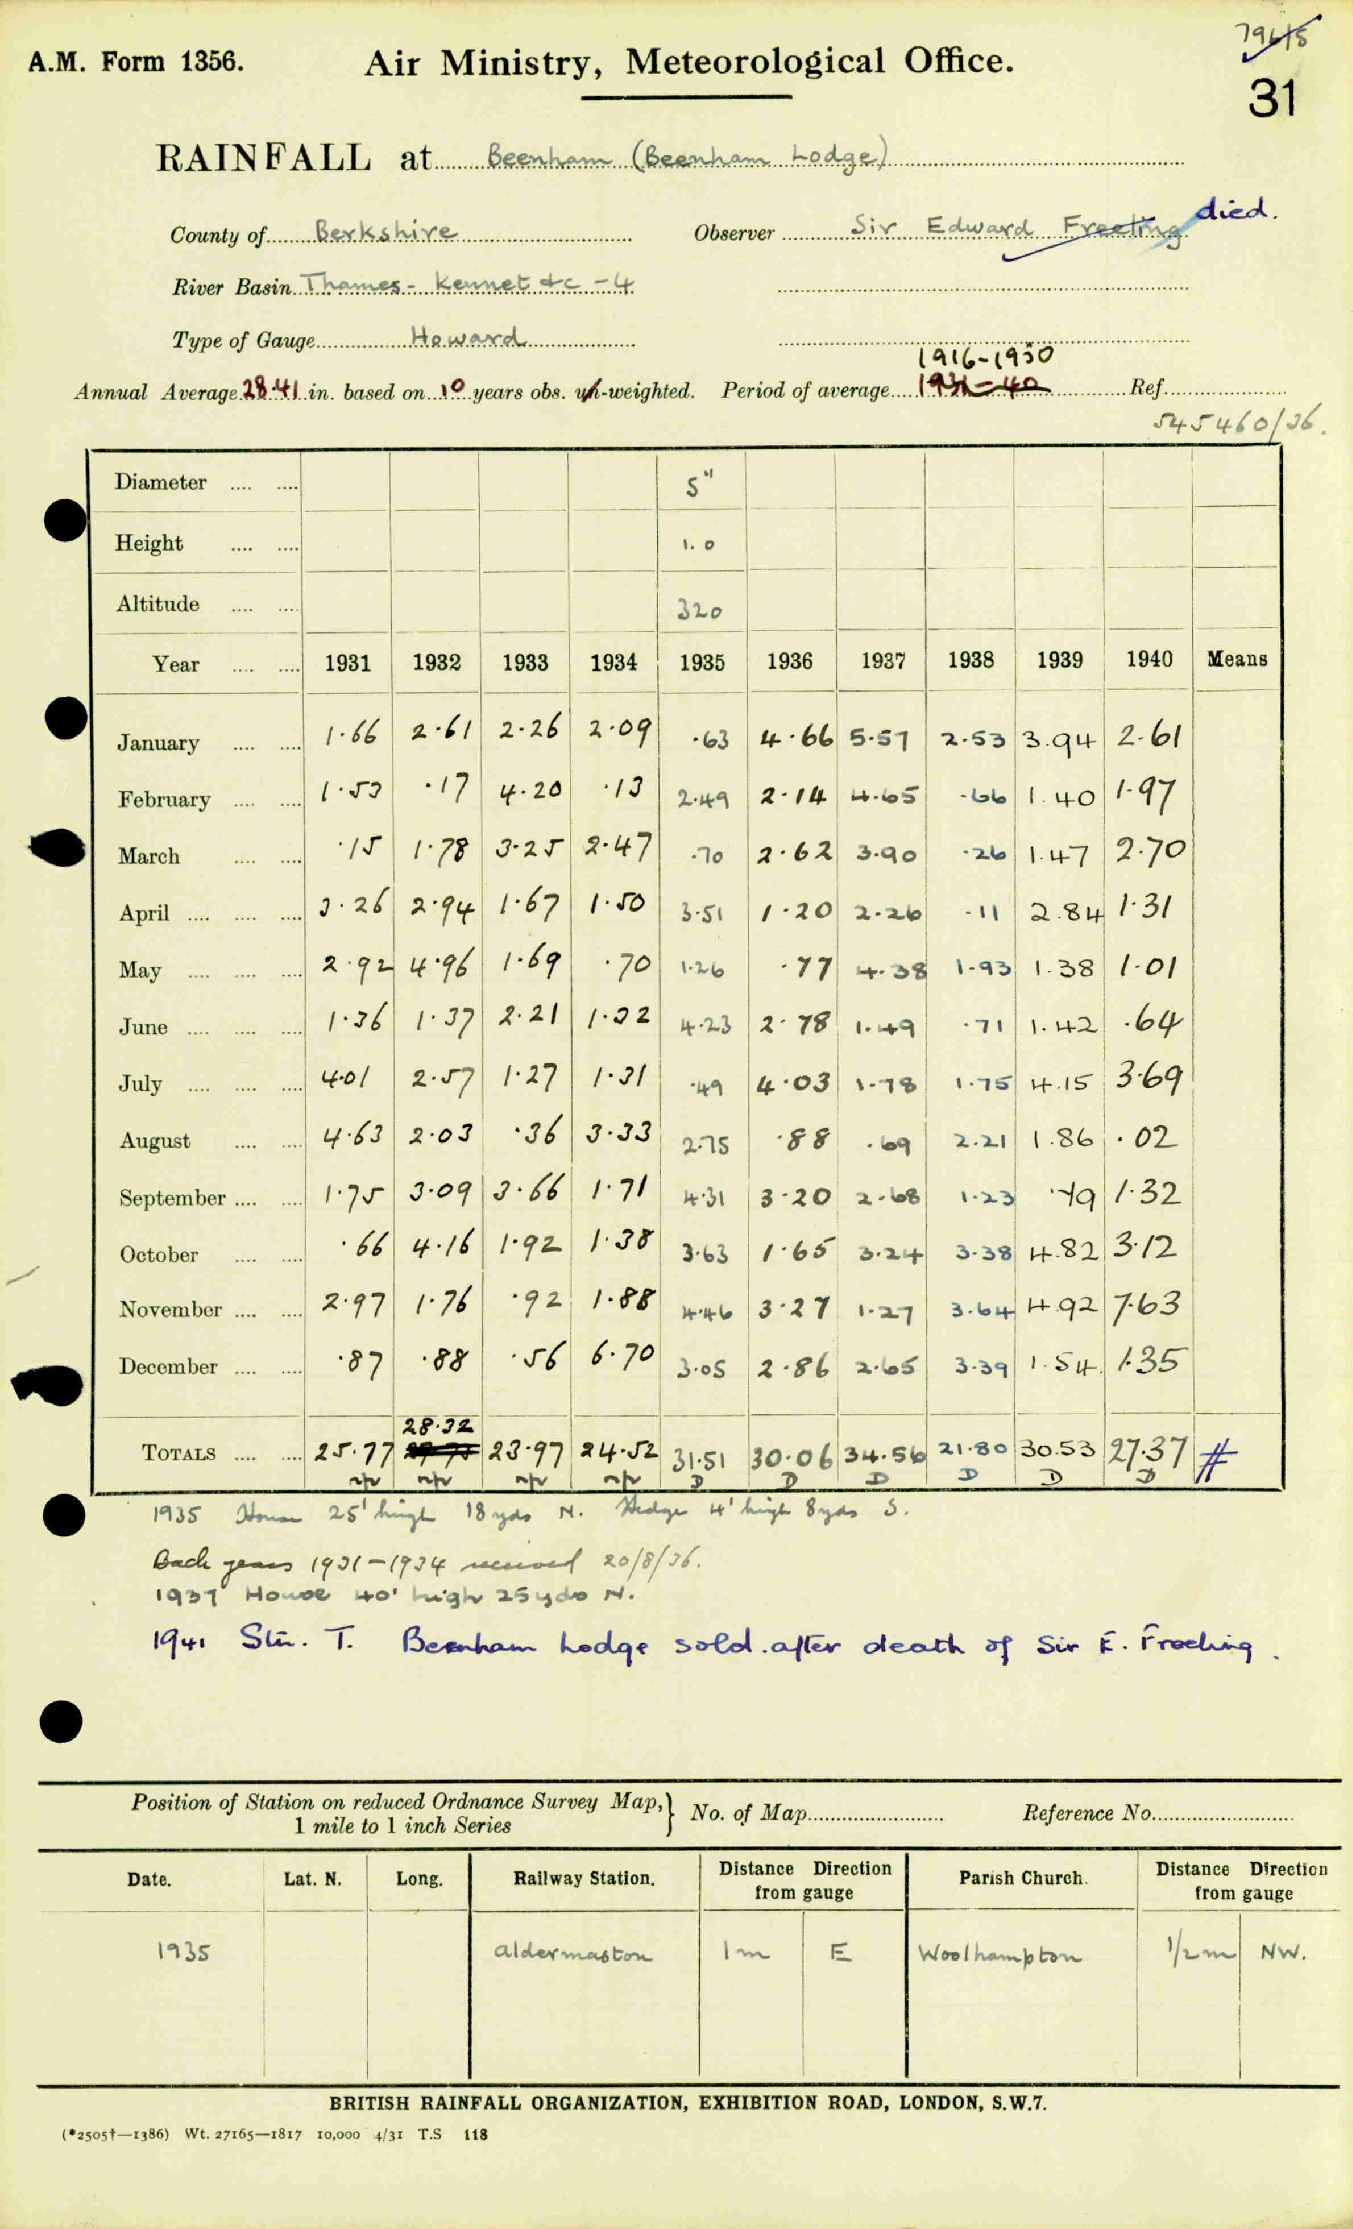 79615
31
A.M. Form 1356. Air Ministry, Meteorological Office.
RAINFALL at Beenham (Beenham Lodge)
County of Berkshire Observer Sir Edward Freeling died.
River Basin Thames - Kennet &c - 4
Type of Gauge Howard
1916-1950
Annual Average 28.41 in. based on 10 years obs. un-weighted. Period of average 1931-40 Ref.
545460/36.
Diameter .... .... 5"
Height .... .... 1.0
Altitude .... .... 320
Year .... .... 1931 1932 1933 1934 1935 1936 1937 1938 1939 1940 Means
January .... .... 1.66 2.61 2.26 2.09 .63 4.66 5.57 2.53 3.94 2.61
February .... .... 1.53 .17 4.20 .13 2.49 2.14 4.65 .66 1.40 1.97
March .... .... .15 1.78 3.25 2.47 .70 2.62 3.90 .26 1.47 2.70
April .... .... .... 3.26 2.94 1.67 1.50 3.51 1.20 2.26 .11 2.84 1.31
May .... .... .... 2.92 4.96 1.69 .70 1.26 .77 4.38 1.93 1.38 1.01
June .... .... .... 1.36 1.37 2.21 1.32 4.23 2.78 1.49 .71 1.42 .64
July .... .... .... 4.01 2.57 1.27 1.31 .49 4.03 1.78 1.75 4.15 3.69
August .... .... 4.63 2.03 .36 3.33 2.75 .88 .69 2.21 1.86 .02
September .... .... 1.75 3.09 3.66 1.71 4.31 3.20 2.68 1.23 .79 1.32
October .... .... .66 4.16 1.92 1.38 3.63 1.65 3.24 3.38 4.82 3.12
November .... .... 2.97 1.76 .92 1.88 4.46 3.27 1.27 3.64 4.92 7.63
December .... .... .87 .88 .56 6.70 3.05 2.86 2.65 3.39 1.54 1.35
28.32
TOTALS .... .... 25.77 23.97 24.52 31.51 30.06 34.56 21.80 30.53 27.37 #
n/r n/r n/r n/r D D D D D D
1935 House 25' high 18 yds N. Hedge 4' high 8 yds S.
Back years 1931-1934 received 20/8/36.
1937 House 40' high 25 yds N.
1941 Stn. T. Beenham Lodge sold after death of Sir E. Freeling.
Position of Station on reduced Ordnance Survey Map, } No. of Map Reference No.
1 mile to 1 inch Series
Date. Lat. N. Long. Railway Station. Distance Direction from gauge Parish Church. Distance Direction from gauge
1935 Aldermaston 1 m E Woolhampton 1/2 m NW.
BRITISH RAINFALL ORGANIZATION, EXHIBITION ROAD, LONDON, S.W.7.
(*2505†—1386) Wt. 27165—1817 10,000 4/31 T.S 118